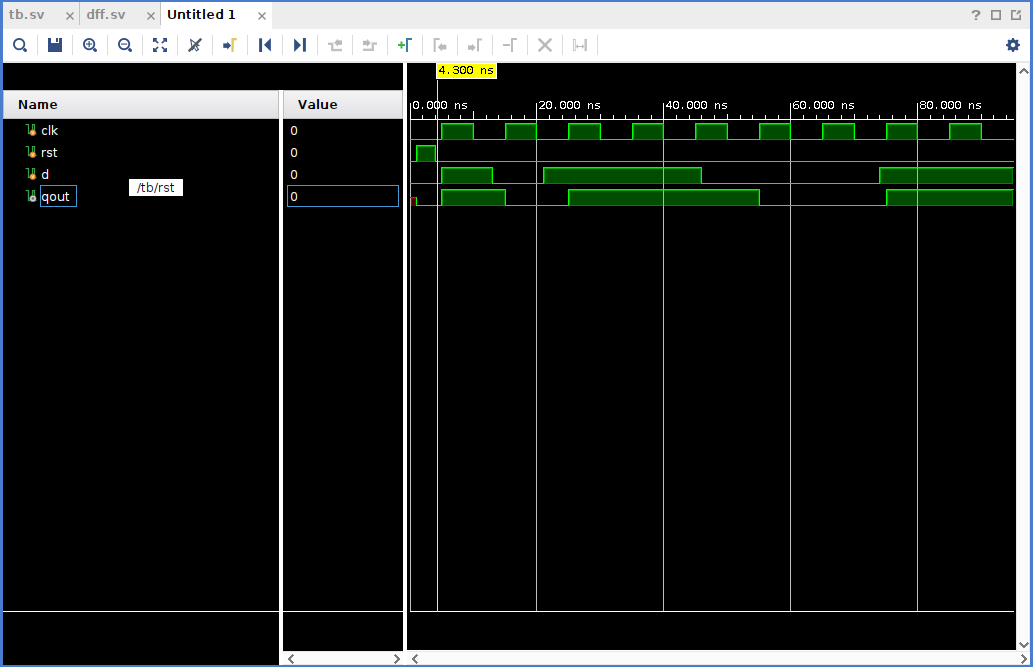 tb.sv dff.sv Untitled 1
?
4.300 ns
Name Value 0.000 ns 20.000 ns 40.000 ns 60.000 ns 80.000 ns
clk 0
rst 0
d 0
/tb/rst
qout 0